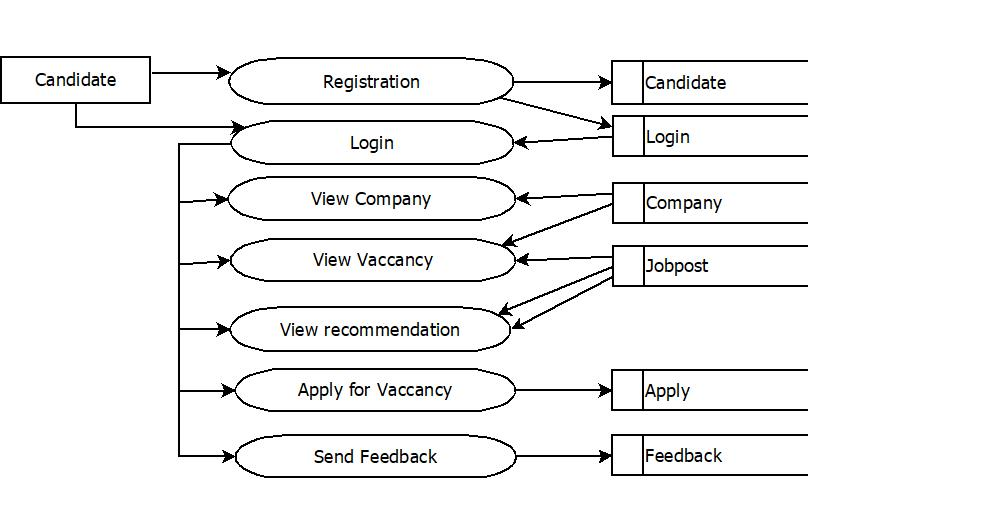 Candidate
Registration
Candidate
Login
Login
View Company
Company
View Vaccancy
Jobpost
View recommendation
Apply for Vaccancy
Apply
Send Feedback
Feedback